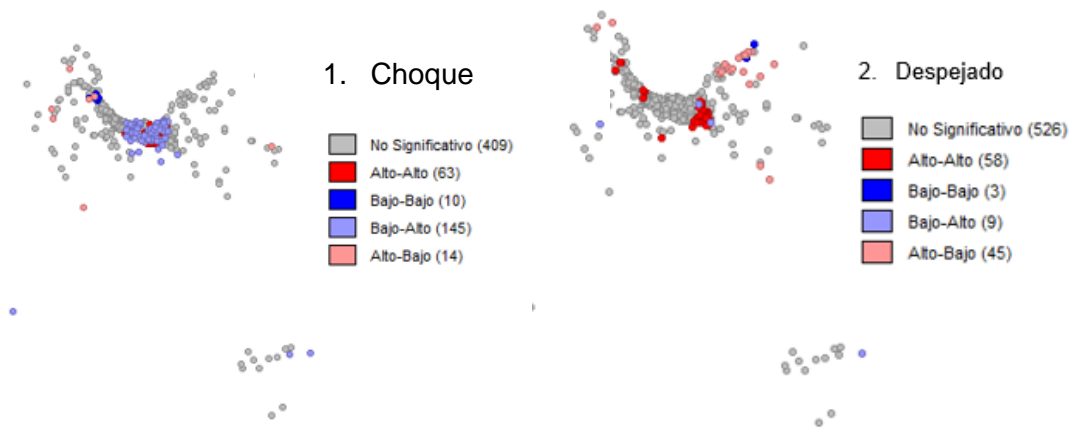 1. Choque
No Significativo (409)
Alto-Alto (63)
Bajo-Bajo (10)
Bajo-Alto (145)
Alto-Bajo (14)
2. Despejado
No Significativo (526)
Alto-Alto (58)
Bajo-Bajo (3)
Bajo-Alto (9)
Alto-Bajo (45)